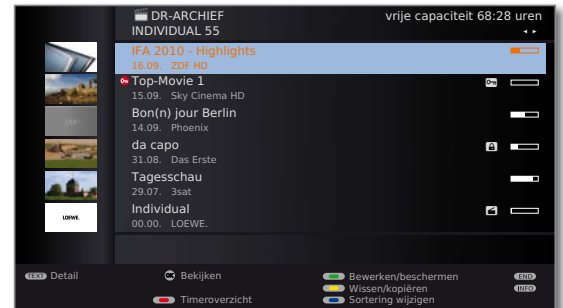 DR-ARCHIEF vrije capaciteit 68:28 uren
INDIVIDUAL 55
IFA 2010 - Highlights
16.09. ZDF HD
Top-Movie 1
15.09. Sky Cinema HD
Bon(n) jour Berlin
14.09. Phoenix
da capo
31.08. Das Erste
Tagesschau
29.07. 3sat
Individual
00.00. LOEWE.
LOEWE.
TEXT Detail OK Bekijken Bewerken/beschermen END
Wissen/kopiëren INFO
Timeroverzicht Sortering wijzigen